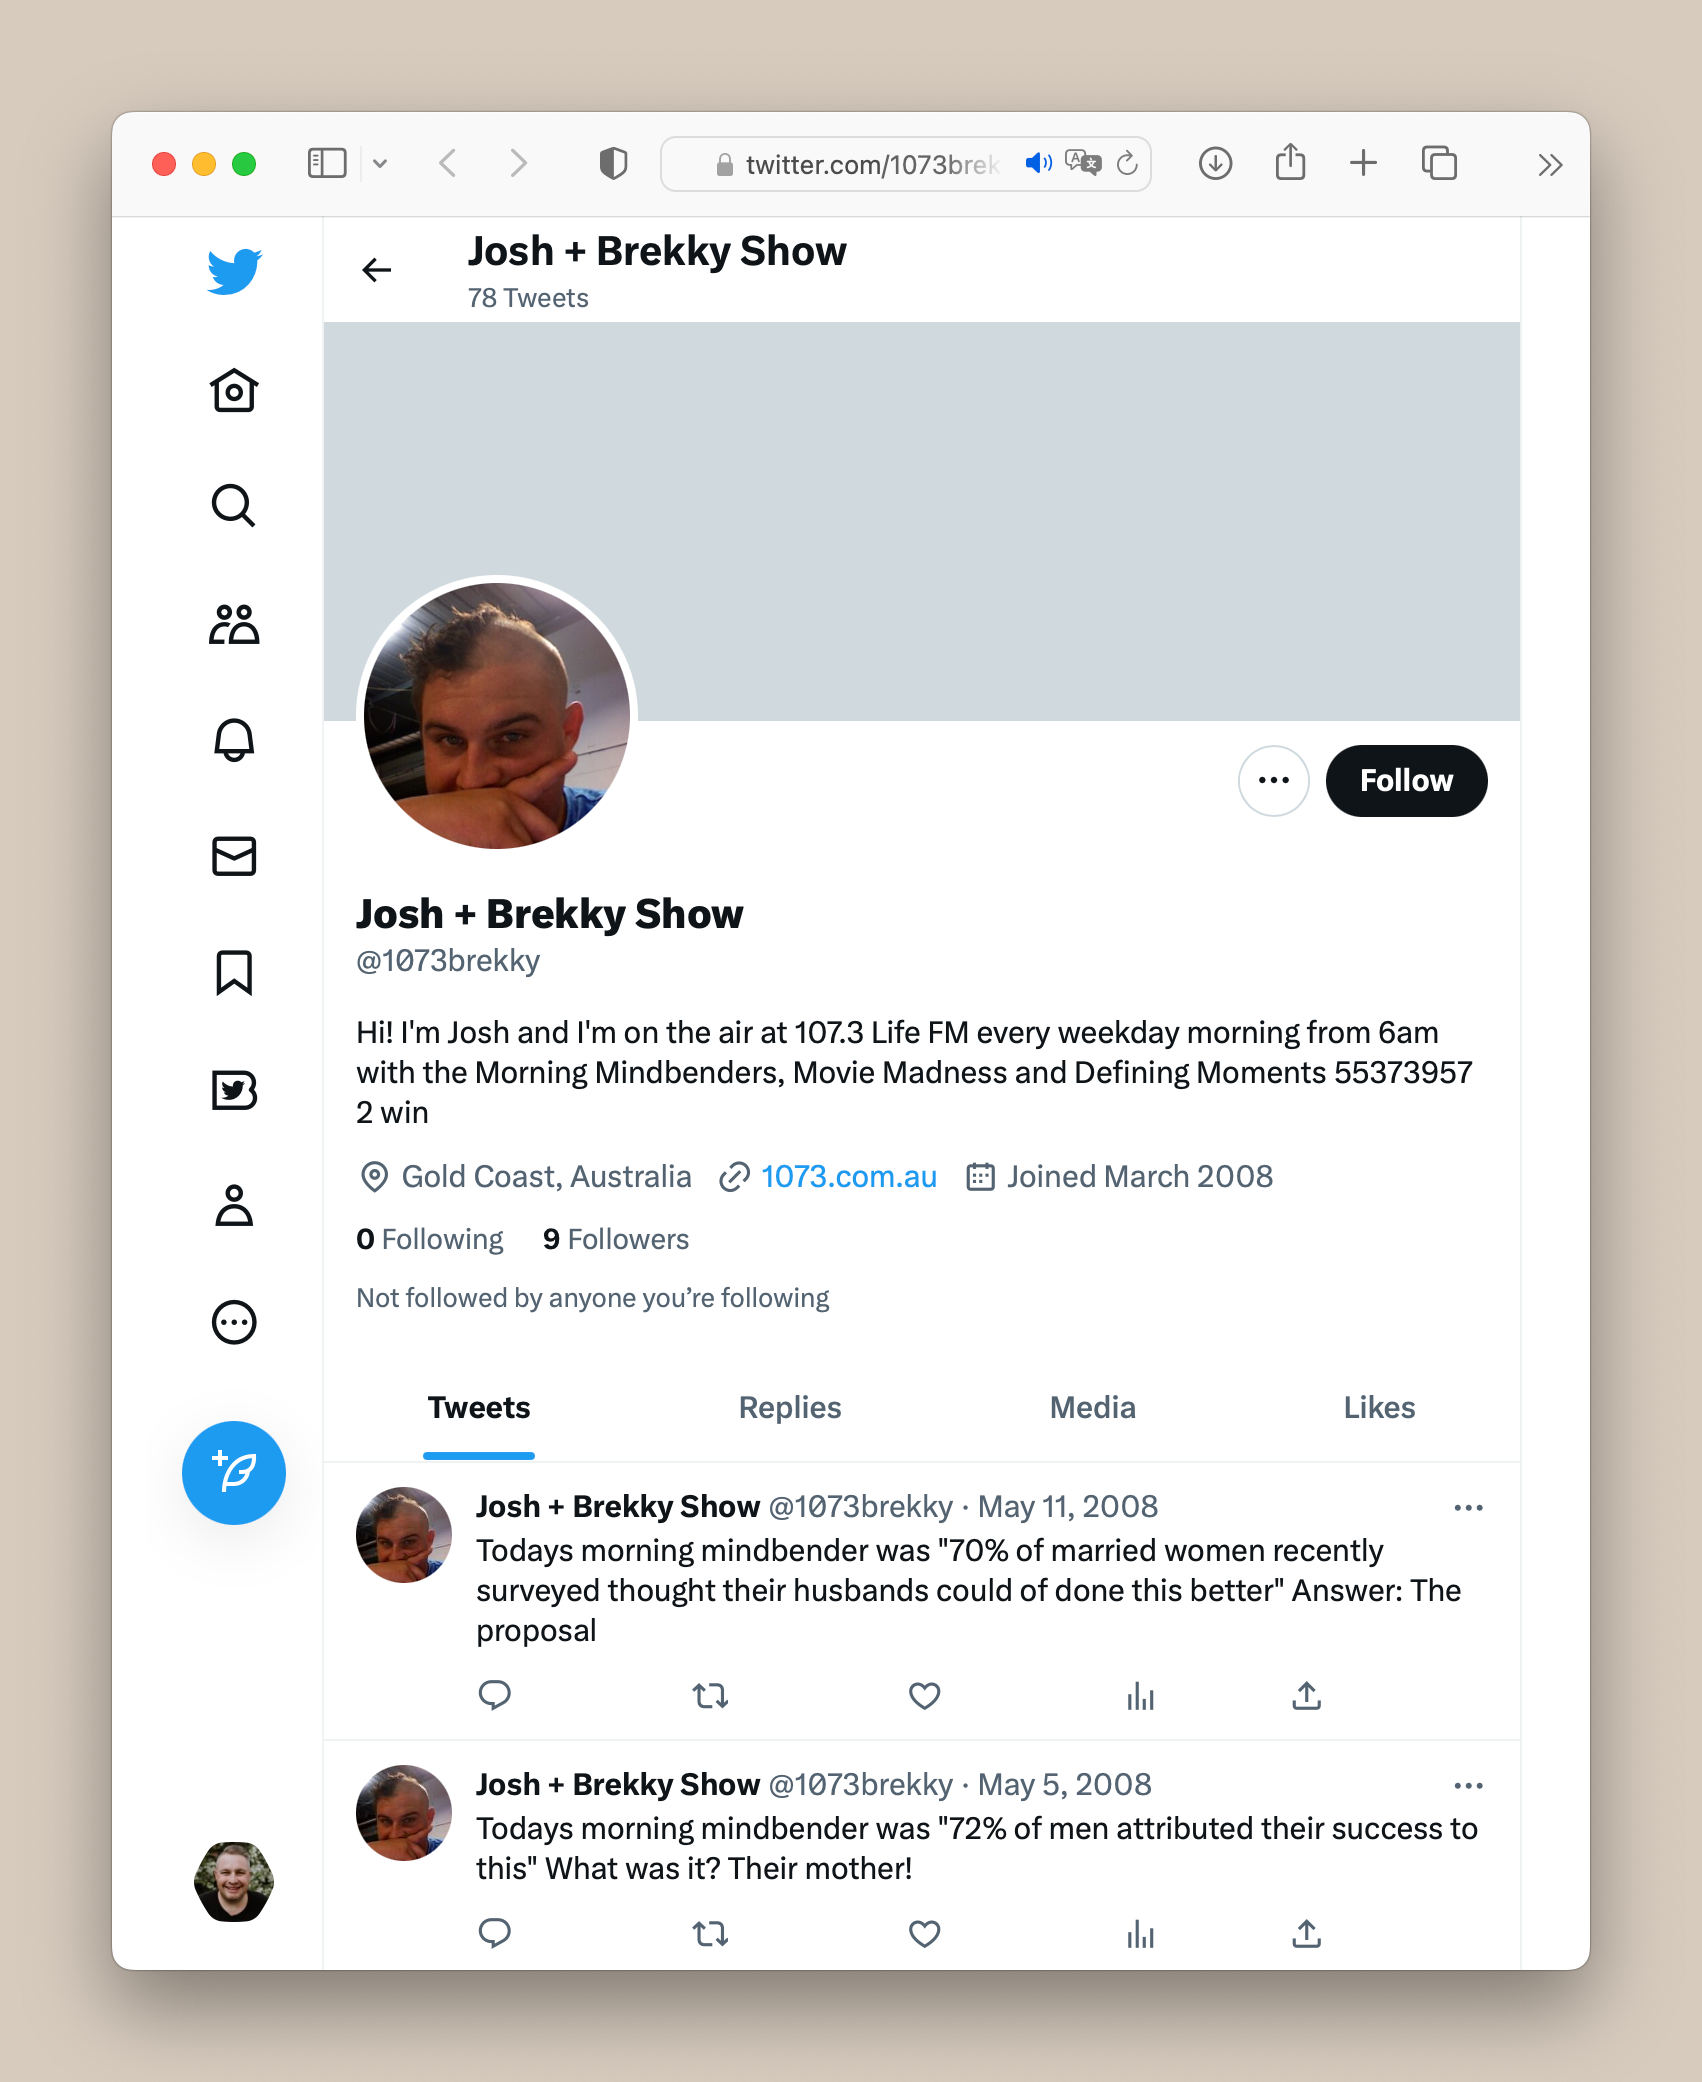 twitter.com/1073brek
Josh + Brekky Show
78 Tweets
Follow
Josh + Brekky Show
@1073brekky
Hi! I'm Josh and I'm on the air at 107.3 Life FM every weekday morning from 6am
with the Morning Mindbenders, Movie Madness and Defining Moments 55373957
2 win
Gold Coast, Australia 1073.com.au Joined March 2008
0 Following 9 Followers
Not followed by anyone you’re following
Tweets Replies Media Likes
Josh + Brekky Show @1073brekky · May 11, 2008
Todays morning mindbender was "70% of married women recently
surveyed thought their husbands could of done this better" Answer: The
proposal
Josh + Brekky Show @1073brekky · May 5, 2008
Todays morning mindbender was "72% of men attributed their success to
this" What was it? Their mother!